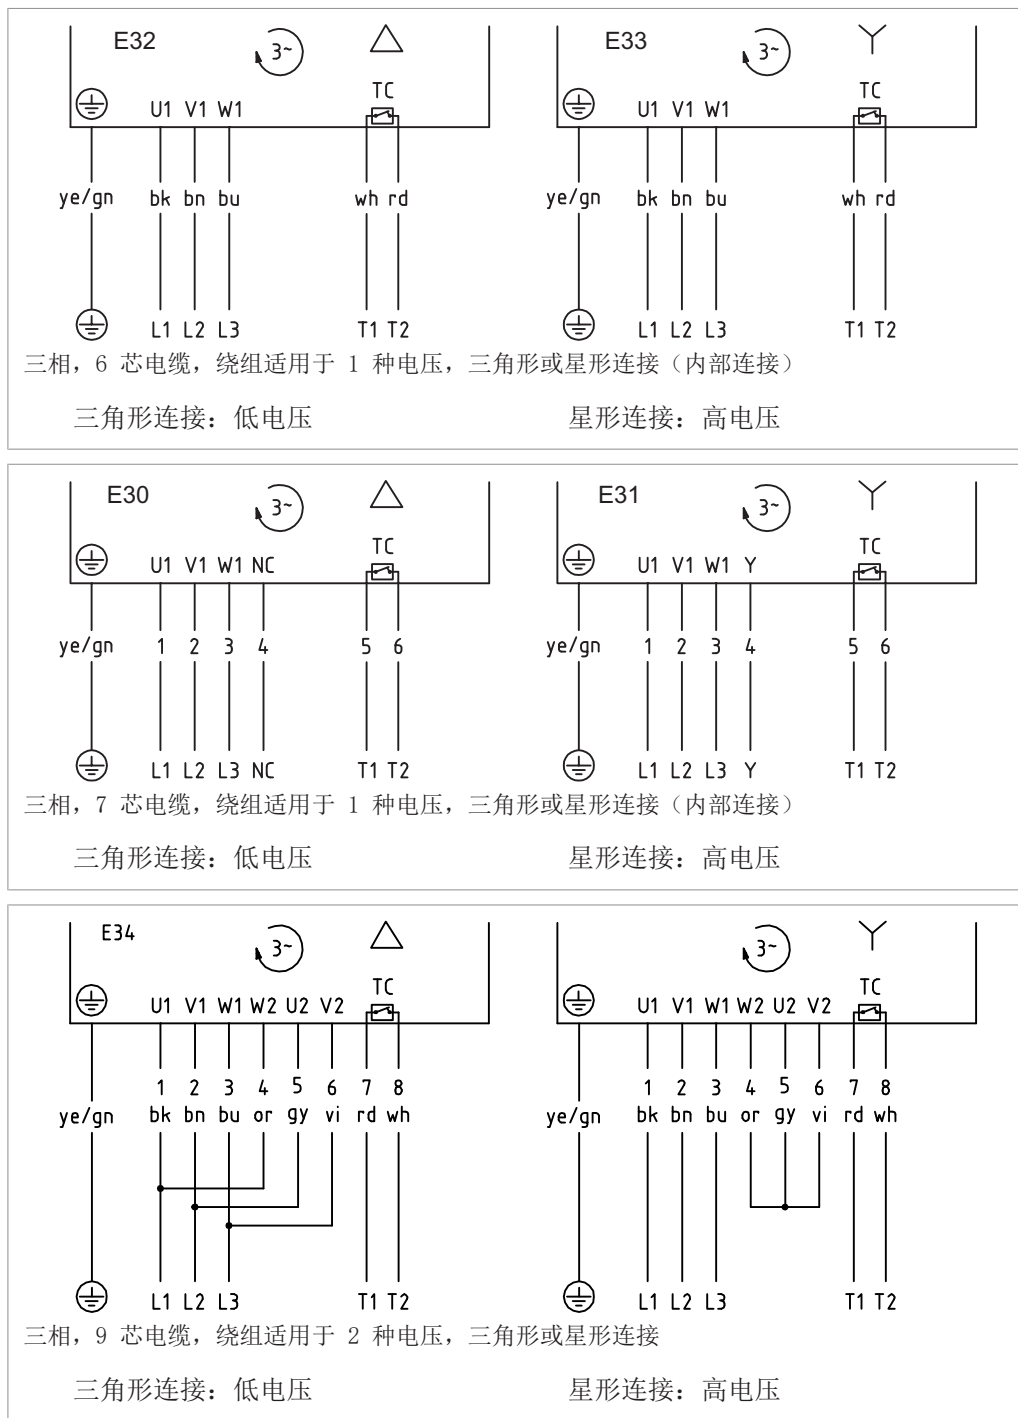 E32 3~ E33 3~
TC TC
U1 V1 W1 U1 V1 W1
ye/gn bk bn bu wh rd ye/gn bk bn bu wh rd
L1 L2 L3 T1 T2 L1 L2 L3 T1 T2
三相，6 芯电缆，绕组适用于 1 种电压，三角形或星形连接（内部连接）
三角形连接：低电压 星形连接：高电压
E30 3~ E31 3~
TC TC
U1 V1 W1 NC U1 V1 W1 Y
ye/gn 1 2 3 4 5 6 ye/gn 1 2 3 4 5 6
L1 L2 L3 NC T1 T2 L1 L2 L3 Y T1 T2
三相，7 芯电缆，绕组适用于 1 种电压，三角形或星形连接（内部连接）
三角形连接：低电压 星形连接：高电压
E34 3~ 3~
TC TC
U1 V1 W1 W2 U2 V2 U1 V1 W1 W2 U2 V2
1 2 3 4 5 6 7 8 1 2 3 4 5 6 7 8
ye/gn bk bn bu or gy vi rd wh ye/gn bk bn bu or gy vi rd wh
L1 L2 L3 T1 T2 L1 L2 L3 T1 T2
三相，9 芯电缆，绕组适用于 2 种电压，三角形或星形连接
三角形连接：低电压 星形连接：高电压